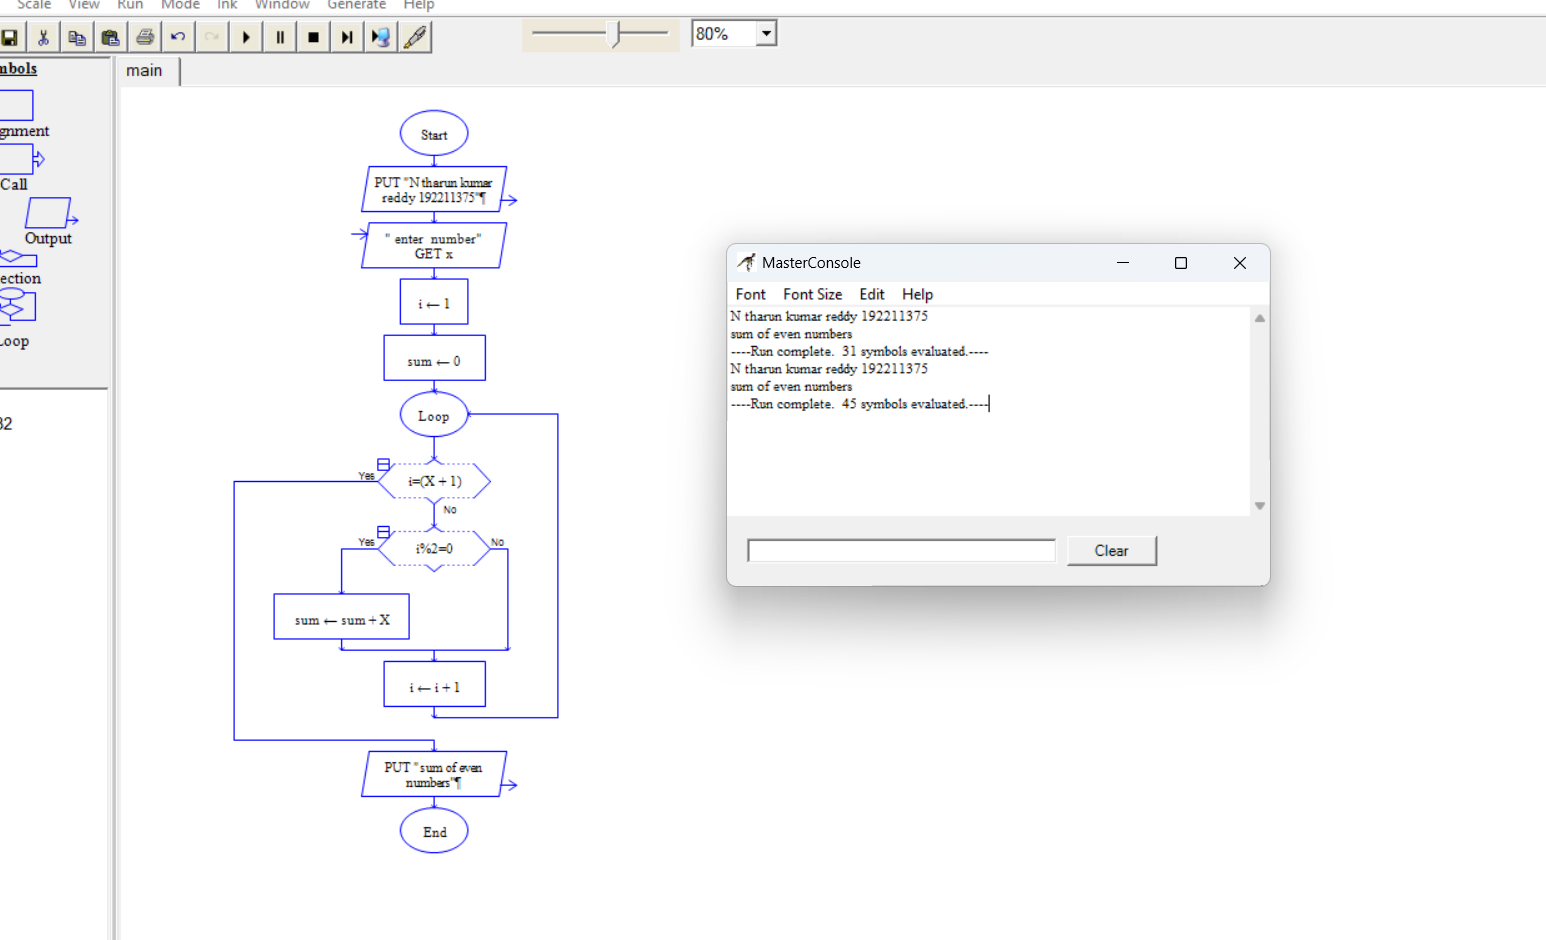 Scale View Run Mode Ink Window Generate Help
80%
mbols
main
gnment
Call
Output
ection
Loop
32
Start
PUT "N tharun kumar
reddy 192211375"¶
" enter number"
GET x
i ← 1
sum ← 0
Loop
Yes
i=(X + 1)
No
Yes
i%2=0
No
sum ← sum + X
i ← i + 1
PUT "sum of even
numbers"¶
End
MasterConsole
Font Font Size Edit Help
N tharun kumar reddy 192211375
sum of even numbers
----Run complete. 31 symbols evaluated.----
N tharun kumar reddy 192211375
sum of even numbers
----Run complete. 45 symbols evaluated.----
Clear